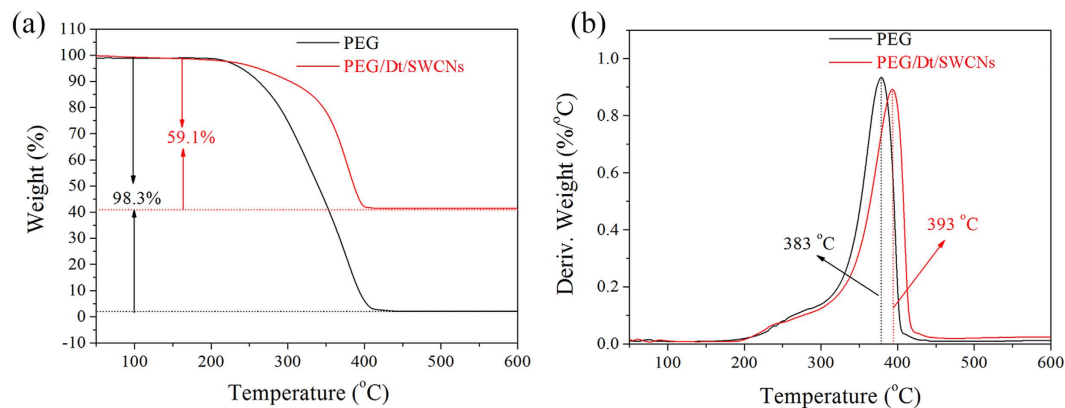 (a)
110
100
90
80
70
60
50
40
30
20
10
0
-10
Weight (%)
PEG
PEG/Dt/SWCNs
59.1%
98.3%
100
200
300
400
500
600
Temperature (°C)
(b)
1.0
0.8
0.6
0.4
0.2
0.0
Deriv. Weight (%/°C)
PEG
PEG/Dt/SWCNs
383 °C
393 °C
100
200
300
400
500
600
Temperature (°C)